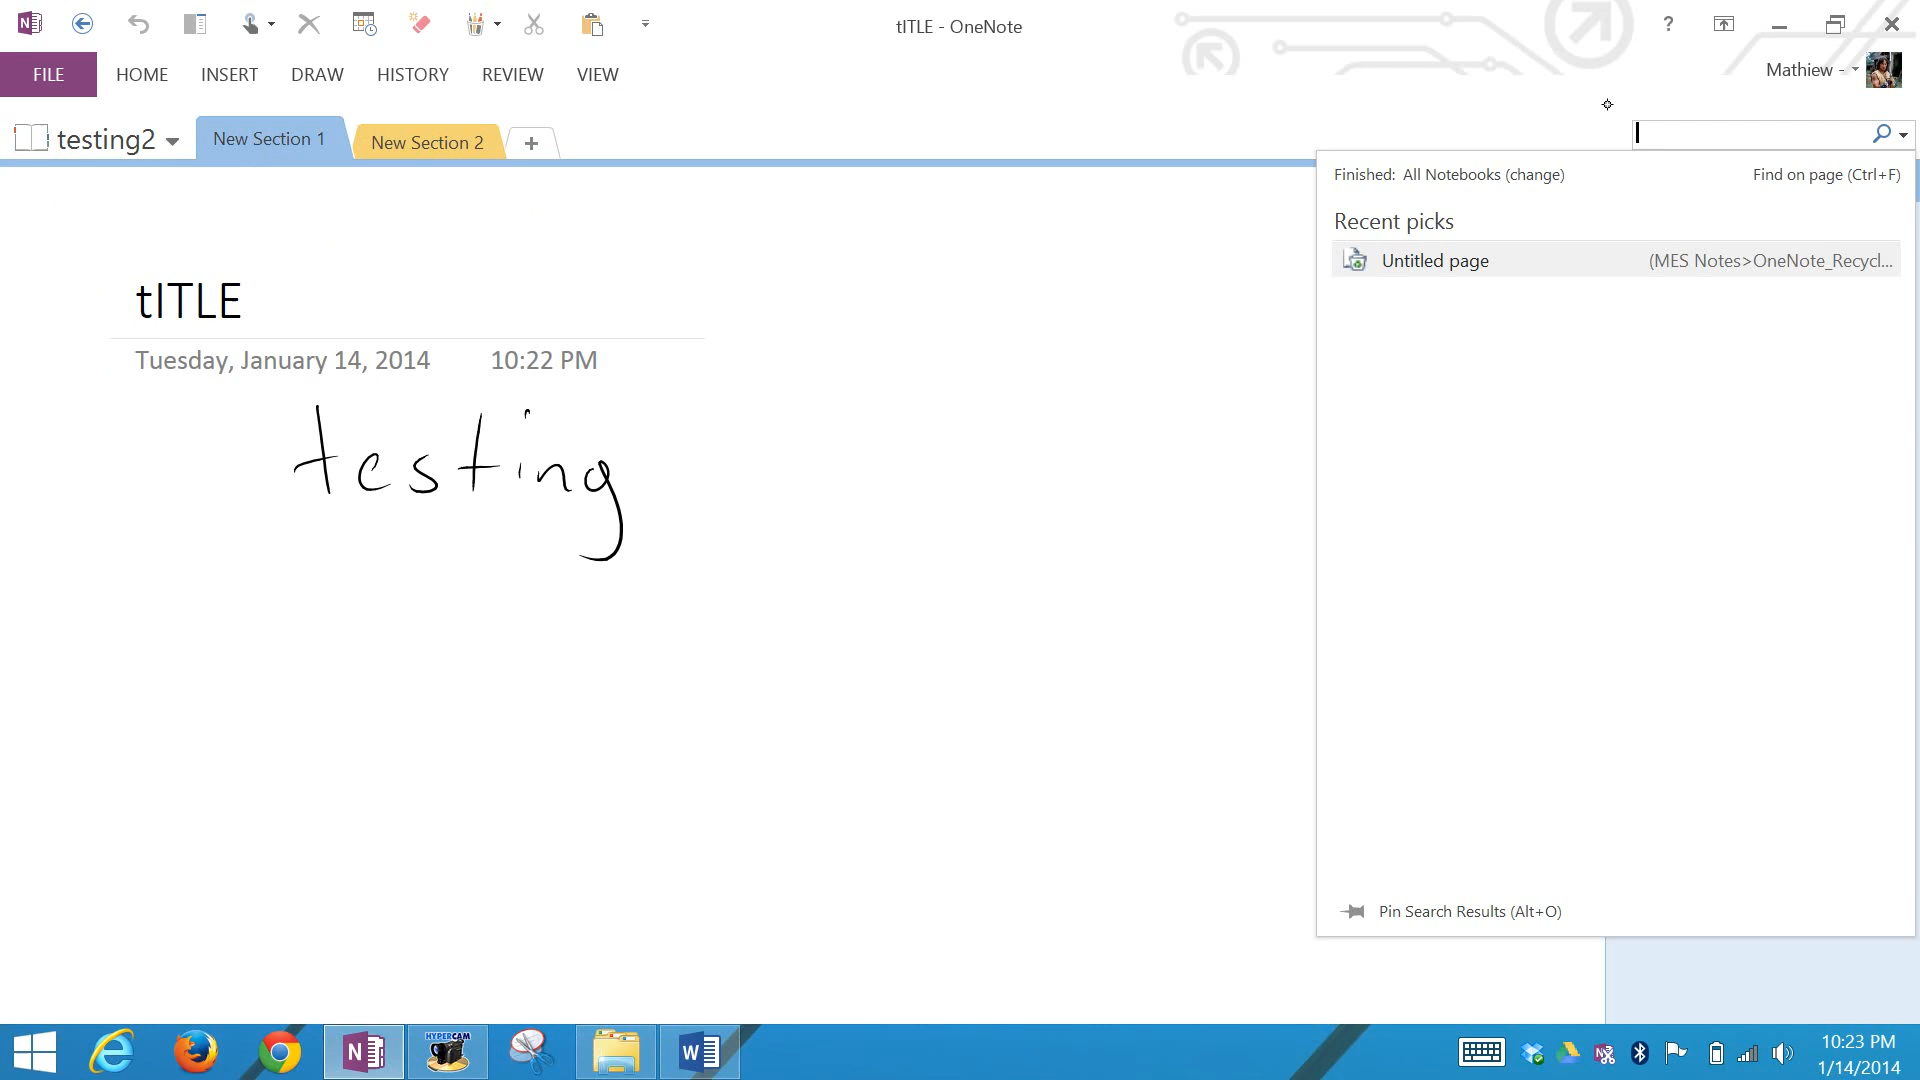 tITLE - OneNote
?
FILE HOME INSERT DRAW HISTORY REVIEW VIEW
Mathiew -
testing2 New Section 1 New Section 2 +
Finished: All Notebooks (change) Find on page (Ctrl+F)
Recent picks
Untitled page (MES Notes>OneNote_Recycl...
tITLE
Tuesday, January 14, 2014 10:22 PM
testing
Pin Search Results (Alt+O)
HYPERCAM
10:23 PM
1/14/2014